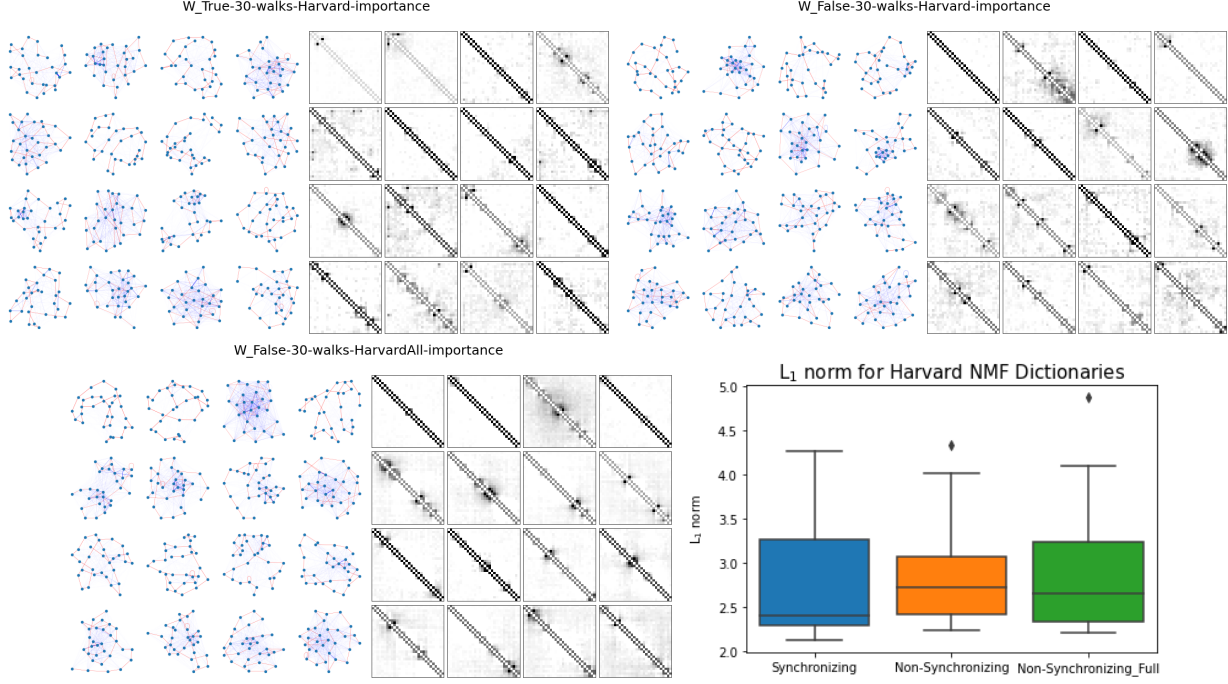 W_True-30-walks-Harvard-importance
W_False-30-walks-Harvard-importance
W_False-30-walks-HarvardAll-importance
L₁ norm for Harvard NMF Dictionaries
5.0
4.5
4.0
3.5
3.0
2.5
2.0
L₁ norm
Synchronizing
Non-Synchronizing
Non-Synchronizing_Full